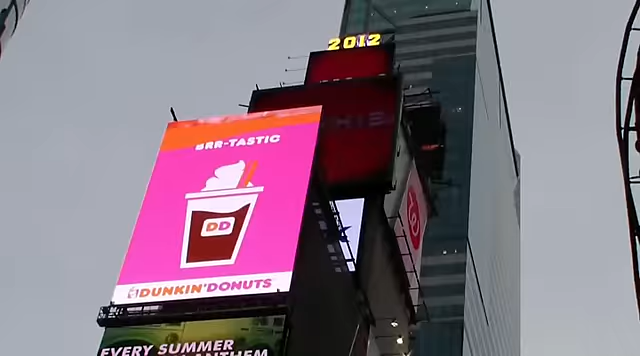 2012
BRR-TASTIC
DD
DUNKIN'DONUTS
EVERY SUMMER
ANTHEM